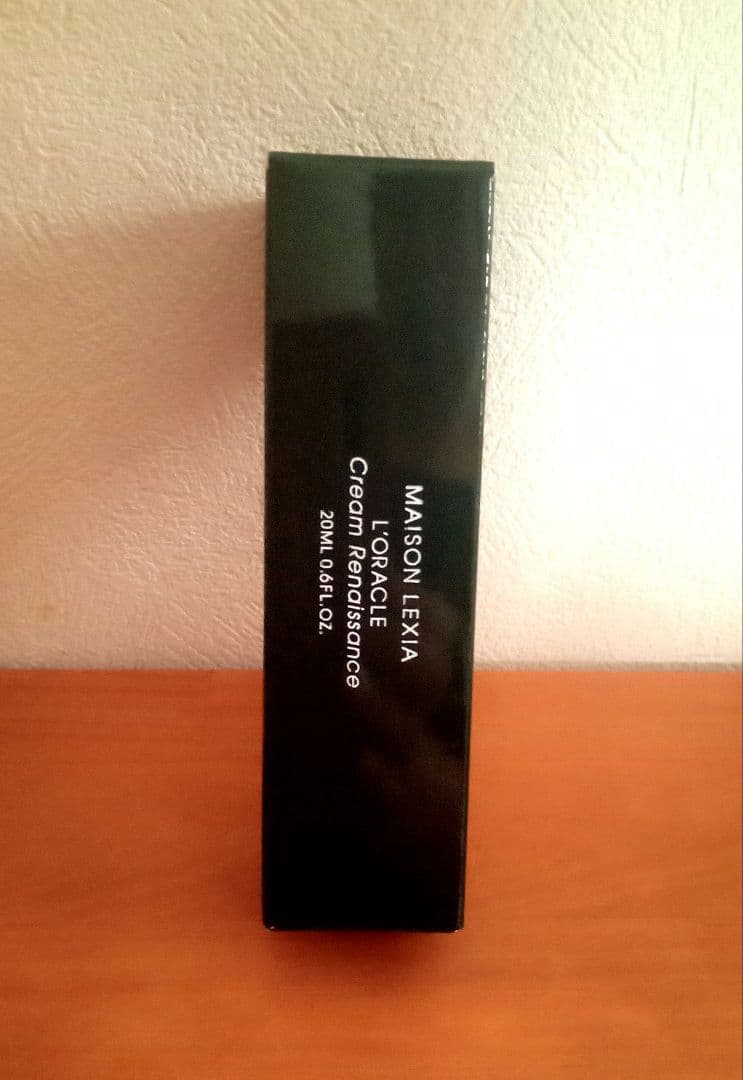 MAISON LEXIA
L'ORACLE
Cream Renaissance
20ML 0.6FL.OZ.